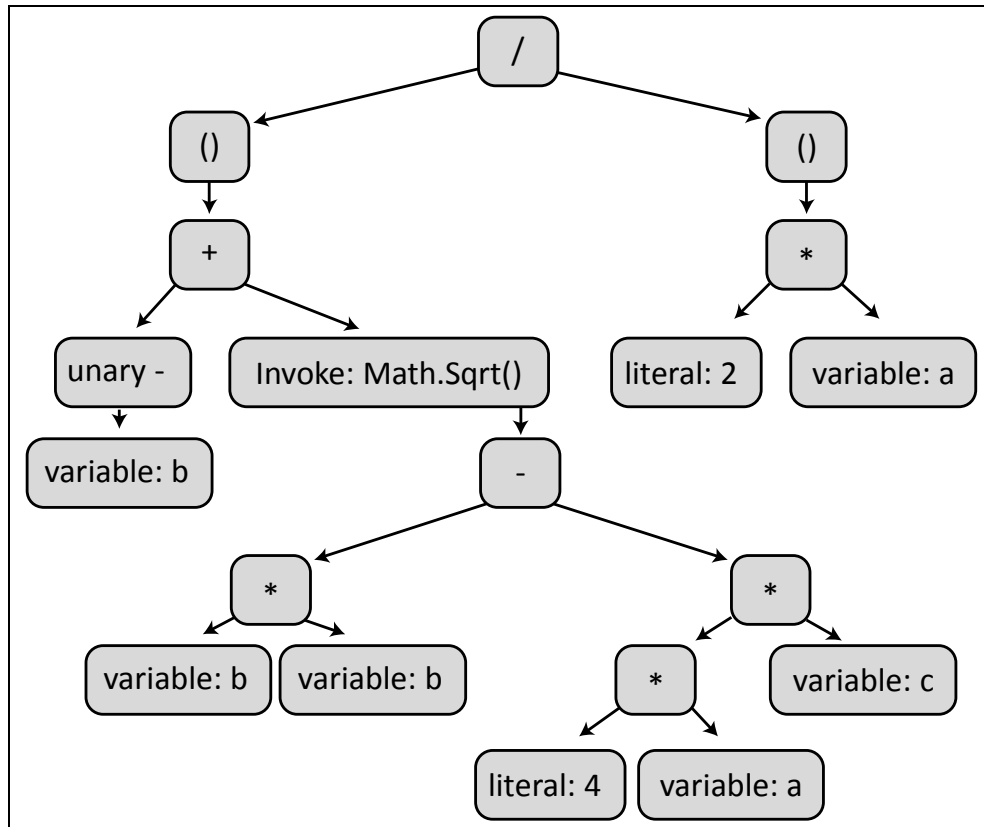 /
()
()
+
*
unary -
Invoke: Math.Sqrt()
literal: 2
variable: a
variable: b
-
*
*
variable: b
variable: b
*
variable: c
literal: 4
variable: a